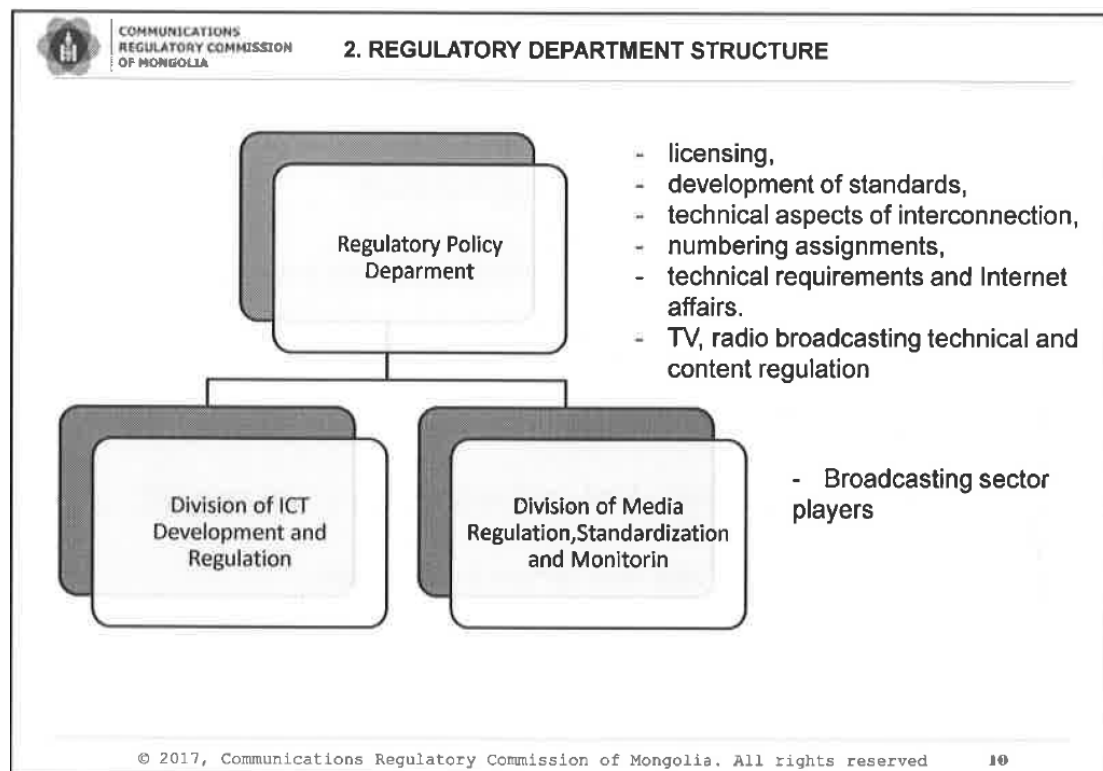 COMMUNICATIONS
REGULATORY COMMISSION
OF MONGOLIA
2. REGULATORY DEPARTMENT STRUCTURE
Regulatory Policy
Deparment
- licensing,
- development of standards,
- technical aspects of interconnection,
- numbering assignments,
- technical requirements and Internet
affairs.
- TV, radio broadcasting technical and
content regulation
Division of ICT
Development and
Regulation
Division of Media
Regulation,Standardization
and Monitorin
- Broadcasting sector
players
© 2017, Communications Regulatory Commission of Mongolia. All rights reserved 10